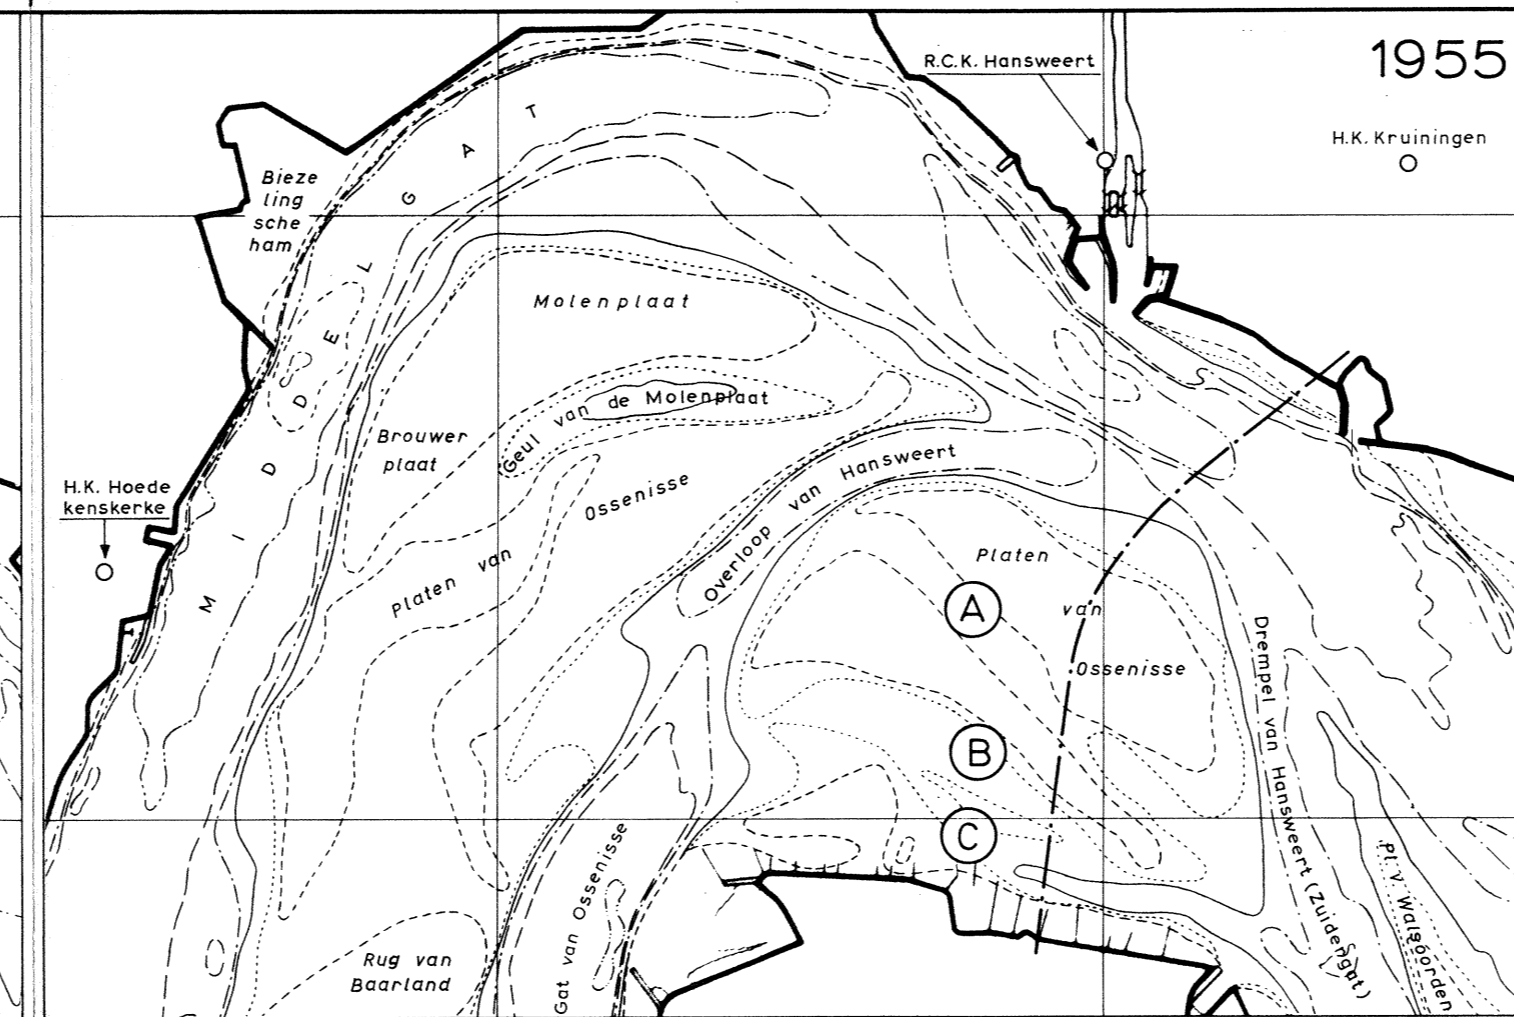 1955
R.C.K. Hansweert
H.K. Kruiningen
Bieze
ling
sche
ham
MIDDELGAT
Molenplaat
Geul van de Molenplaat
Brouwer
plaat
H.K. Hoede
kenskerke
Platen van Ossenisse
Overloop van Hansweert
Platen
van
Ossenisse
A
B
C
Drempel van Hansweert (Zuidergat)
Pl. v Walsoorden
Gat van Ossenisse
Rug van
Baarland